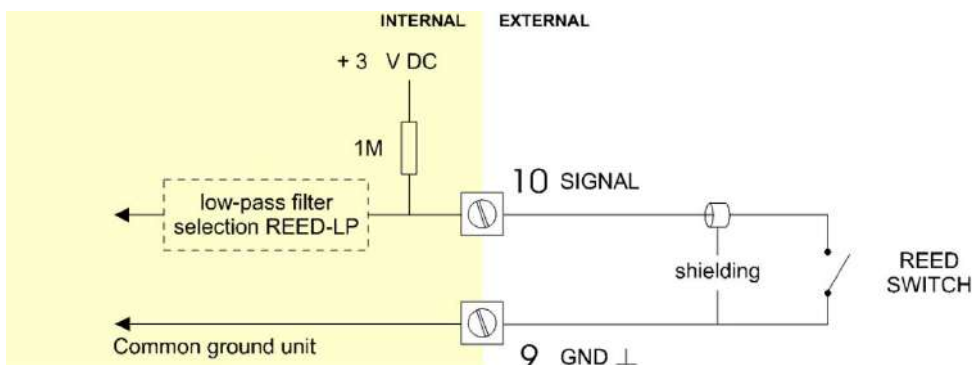 INTERNAL EXTERNAL
+ 3 V DC
1M
10 SIGNAL
low-pass filter
selection REED-LP
shielding
REED
SWITCH
Common ground unit
9 GND ⊥